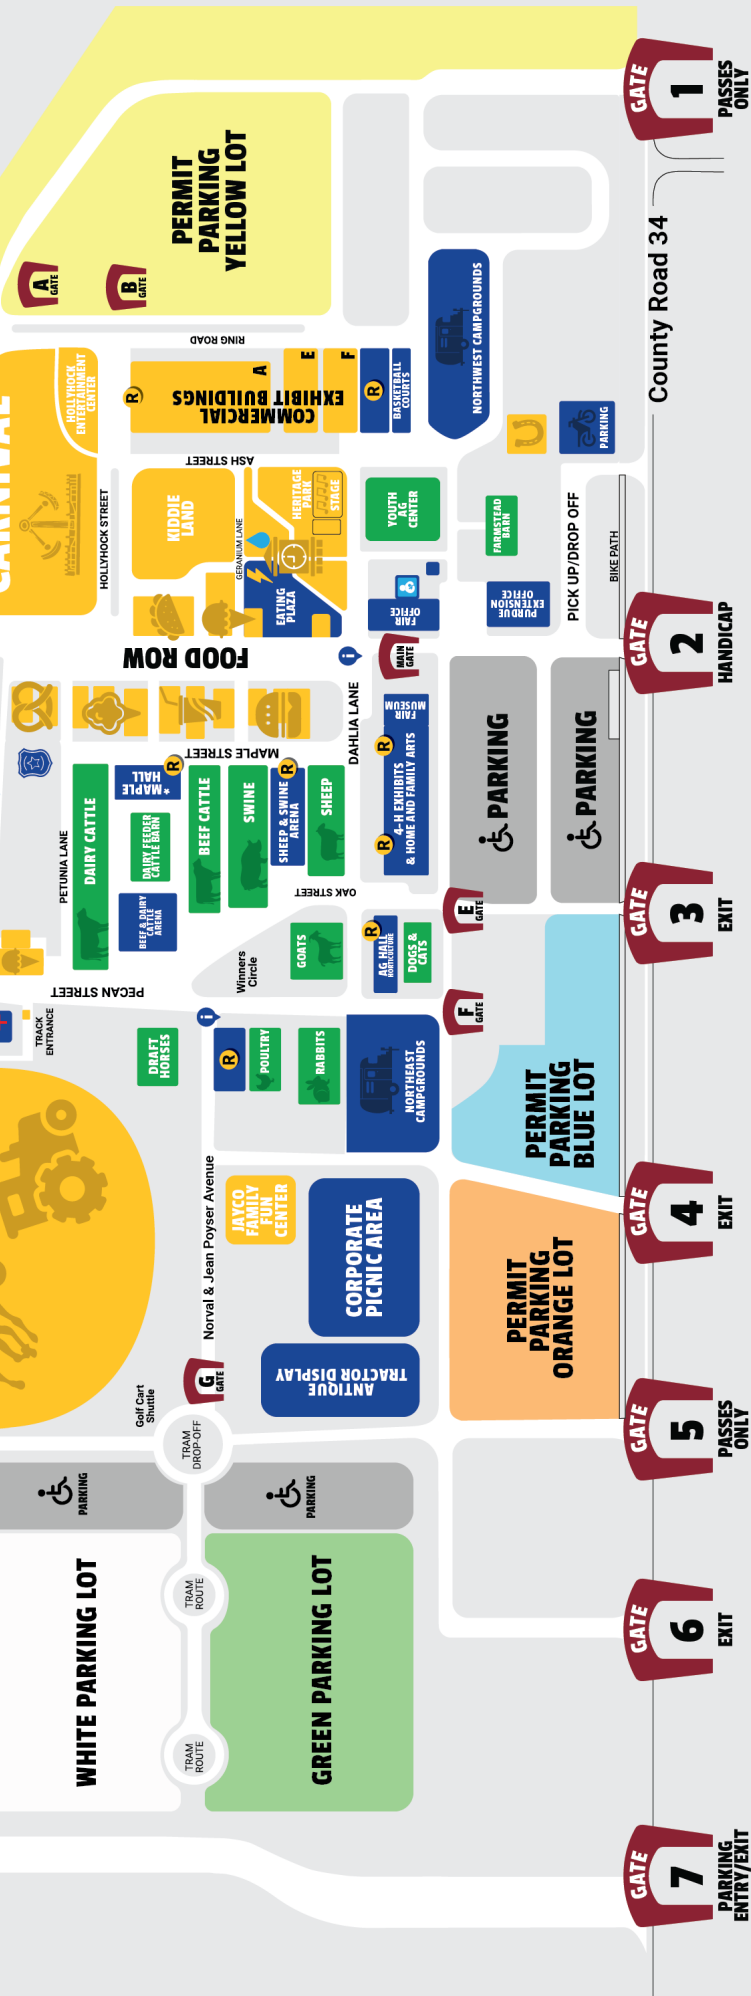 GATE
1
PASSES
ONLY
County Road 34
PERMIT
PARKING
YELLOW LOT
A
GATE
B
GATE
RING ROAD
HOLLYHOCK
ENTERTAINMENT
CENTER
COMMERCIAL
EXHIBIT BUILDINGS
A
E
F
R
R
BASKETBALL
COURTS
NORTHWEST CAMPGROUNDS
PARKING
ASH STREET
HOLLYHOCK STREET
KIDDIE
LAND
GERANIUM LANE
HERITAGE
PARK
STAGE
EATING
PLAZA
YOUTH
AG
CENTER
FARMSTEAD
BARN
PICK UP/DROP OFF
BIKE PATH
FAIR
OFFICE
PURDUE
EXTENSION
OFFICE
GATE
2
HANDICAP
FOOD ROW
i
MAIN
GATE
DAHLIA LANE
FAIR
MUSEUM
MAPLE STREET
R
R
4-H EXHIBITS
& HOME AND FAMILY ARTS
PARKING
PARKING
PETUNIA LANE
DAIRY CATTLE
*MAPLE
HALL
R
DAIRY FEEDER
CATTLE BARN
BEEF & DAIRY
CATTLE
ARENA
BEEF CATTLE
SWINE
SHEEP & SWINE
ARENA
R
SHEEP
OAK STREET
GATE
3
EXIT
E
GATE
F
GATE
PECAN STREET
Winners
Circle
GOATS
AG HALL
HORTICULTURE
R
DOGS &
CATS
TRACK
ENTRANCE
DRAFT
HORSES
i
R
POULTRY
RABBITS
NORTHEAST
CAMPGROUNDS
PERMIT
PARKING
BLUE LOT
GATE
4
EXIT
Norval & Jean Poyser Avenue
JAYCO
FAMILY
FUN
CENTER
CORPORATE
PICNIC AREA
ANTIQUE
TRACTOR DISPLAY
PERMIT
PARKING
ORANGE LOT
GATE
5
PASSES
ONLY
G
GATE
Golf Cart
Shuttle
TRAM
DROP-OFF
PARKING
PARKING
TRAM
ROUTE
WHITE PARKING LOT
GREEN PARKING LOT
TRAM
ROUTE
GATE
6
EXIT
GATE
7
PARKING
ENTRY/EXIT